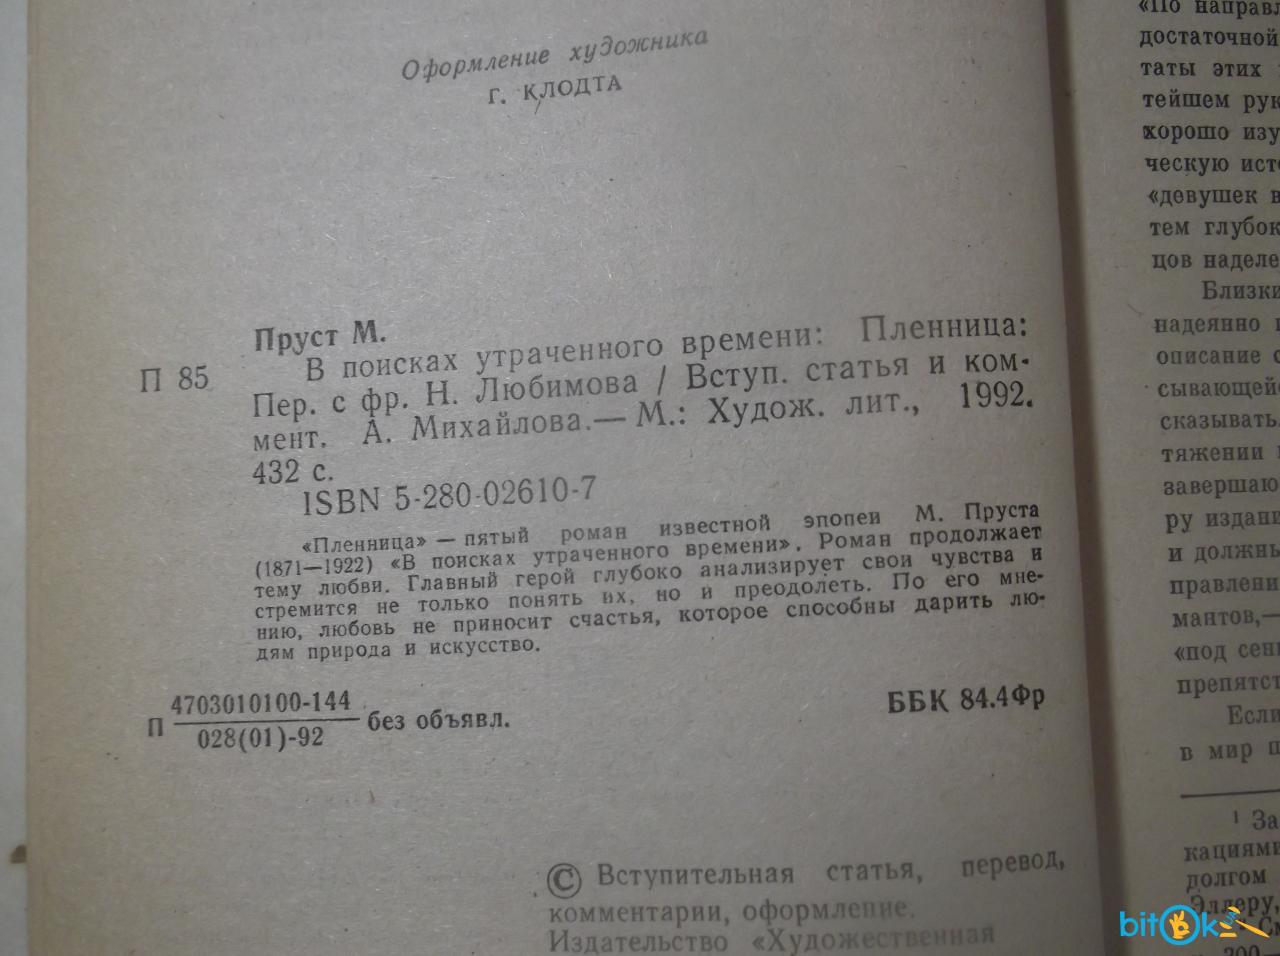 Оформление художника
Г. КЛОДТА
Пруст М.
П 85
В поисках утраченного времени: Пленница:
Пер. с фр. Н. Любимова / Вступ. статья и ком-
мент. А. Михайлова.— М.: Худож. лит., 1992.
432 с.
ISBN 5-280-02610-7
«Пленница» — пятый роман известной эпопеи М. Пруста
(1871—1922) «В поисках утраченного времени». Роман продолжает
тему любви. Главный герой глубоко анализирует свои чувства и
стремится не только понять их, но и преодолеть. По его мне-
нию, любовь не приносит счастья, которое способны дарить лю-
дям природа и искусство.
П 4703010100-144
028(01)-92
без объявл.
ББК 84.4Фр
© Вступительная статья, перевод,
комментарии, оформление.
Издательство «Художественная
«По направл
достаточной
таты этих
тейшем рук
хорошо изу
ческую ист
«девушек в
тем глубок
цов наделе
Близки
надеянно
описание
сывающей
сказывать
тяжении
завершаю
ру издани
и должны
правлени
мантов,—
«под сен
препятст
Если
в мир п
1 За
кациями
долгом
Эллеру,
См
bitok